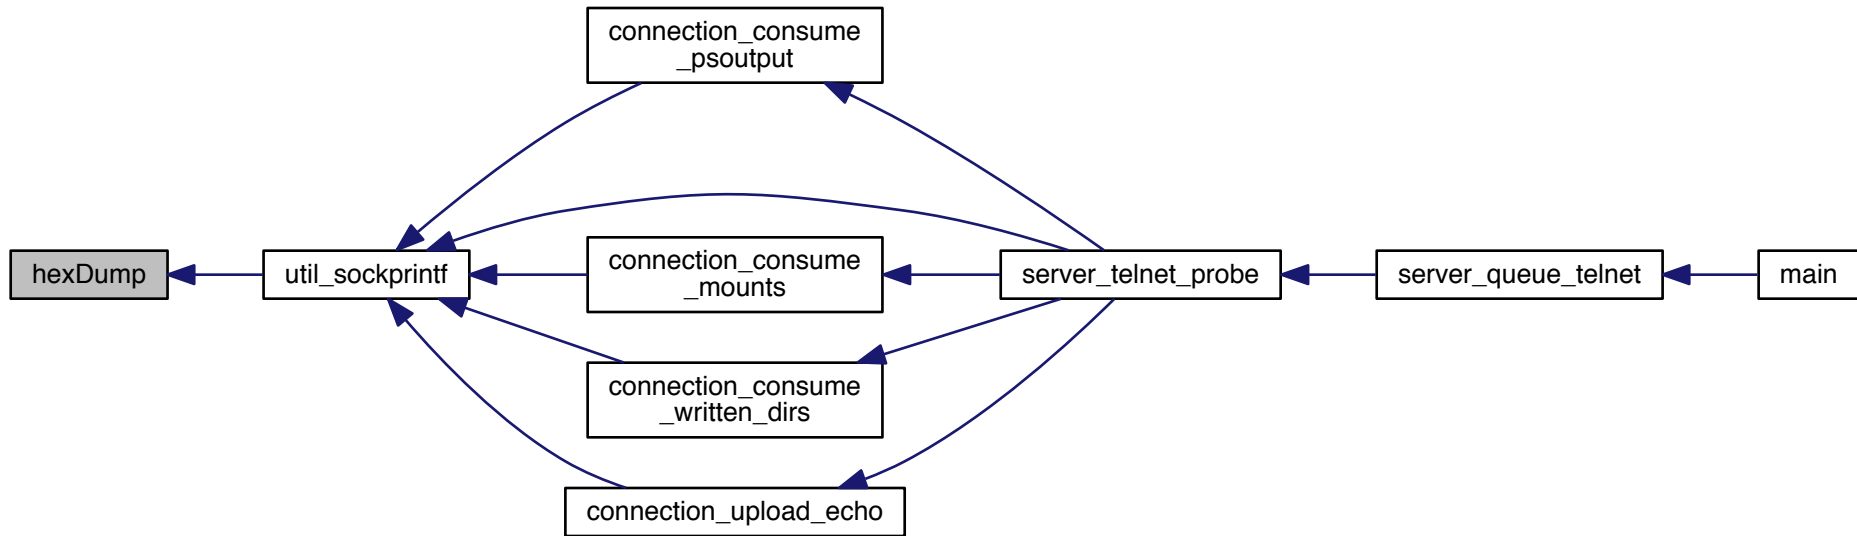 connection_consume
_psoutput
hexDump
util_sockprintf
connection_consume
_mounts
server_telnet_probe
server_queue_telnet
main
connection_consume
_written_dirs
connection_upload_echo